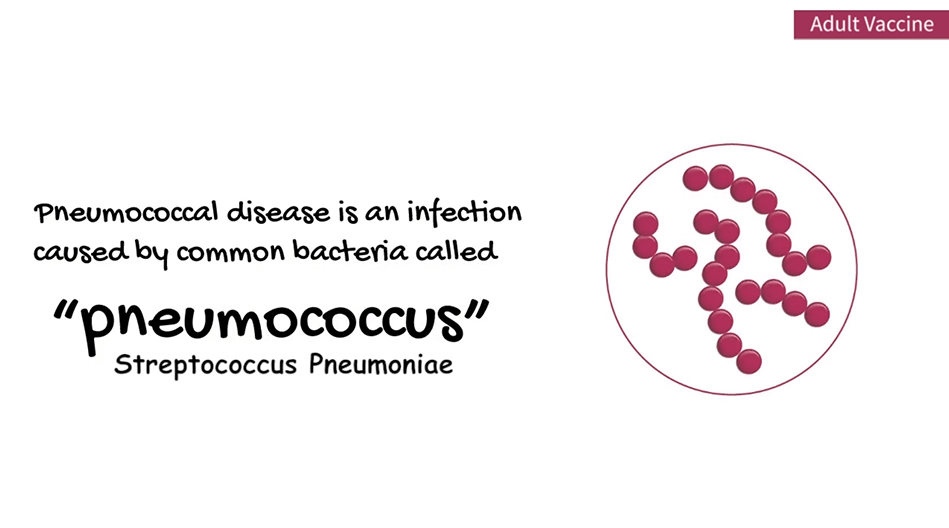 Adult Vaccine
Pneumococcal disease is an infection
caused by common bacteria called
“pneumococcus”
Streptococcus Pneumoniae